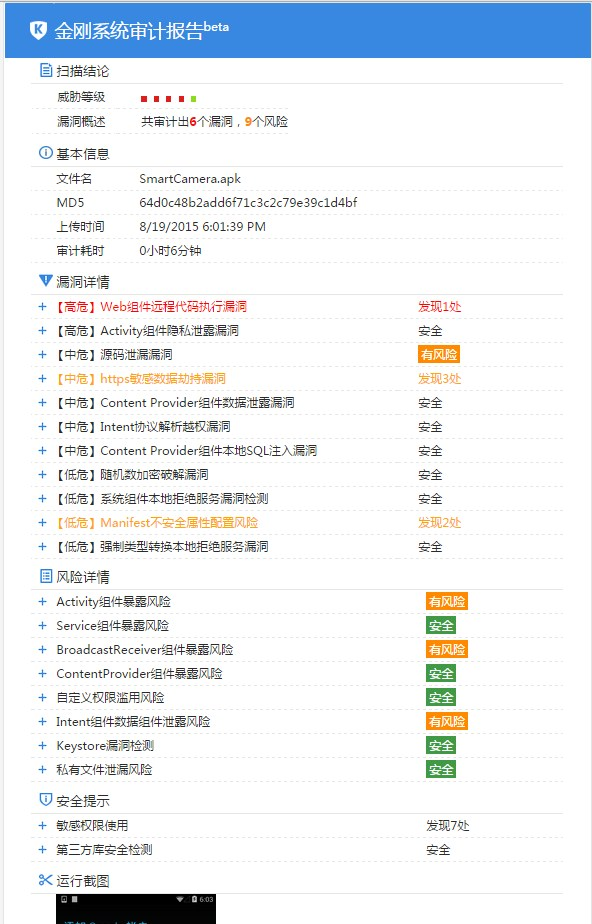 金刚系统审计报告beta
扫描结论
威胁等级
漏洞概述 共审计出6个漏洞，9个风险
基本信息
文件名 SmartCamera.apk
MD5 64d0c48b2add6f71c3c2c79e39c1d4bf
上传时间 8/19/2015 6:01:39 PM
审计耗时 0小时6分钟
漏洞详情
+ 【高危】Web组件远程代码执行漏洞 发现1处
+ 【高危】Activity组件隐私泄露漏洞 安全
+ 【中危】源码泄漏漏洞 有风险
+ 【中危】https敏感数据劫持漏洞 发现3处
+ 【中危】Content Provider组件数据泄露漏洞 安全
+ 【中危】Intent协议解析越权漏洞 安全
+ 【中危】Content Provider组件本地SQL注入漏洞 安全
+ 【低危】随机数加密破解漏洞 安全
+ 【低危】系统组件本地拒绝服务漏洞检测 安全
+ 【低危】Manifest不安全属性配置风险 发现2处
+ 【低危】强制类型转换本地拒绝服务漏洞 安全
风险详情
+ Activity组件暴露风险 有风险
+ Service组件暴露风险 安全
+ BroadcastReceiver组件暴露风险 有风险
+ ContentProvider组件暴露风险 安全
+ 自定义权限滥用风险 安全
+ Intent组件数据组件泄露风险 有风险
+ Keystore漏洞检测 安全
+ 私有文件泄漏风险 安全
安全提示
+ 敏感权限使用 发现7处
+ 第三方库安全检测 安全
运行截图
6:03